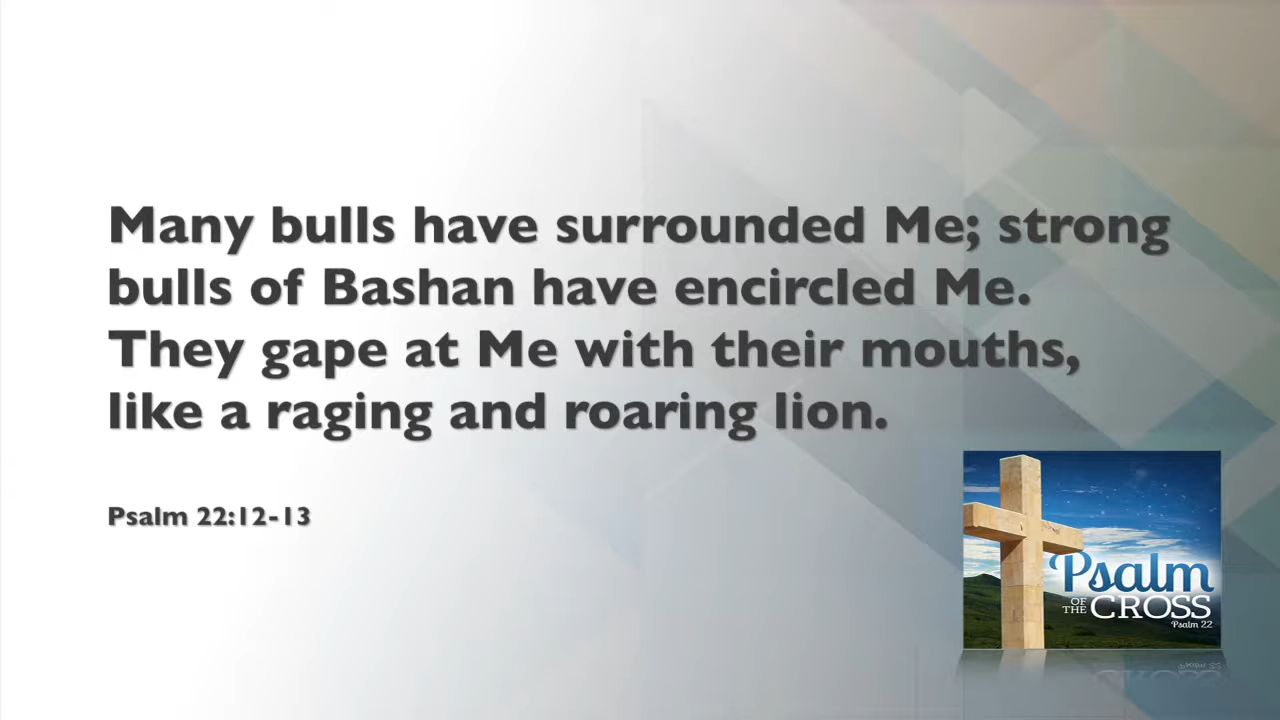 Many bulls have surrounded Me; strong
bulls of Bashan have encircled Me.
They gape at Me with their mouths,
like a raging and roaring lion.
Psalm 22:12-13
Psalm
OF THE CROSS
Psalm 22